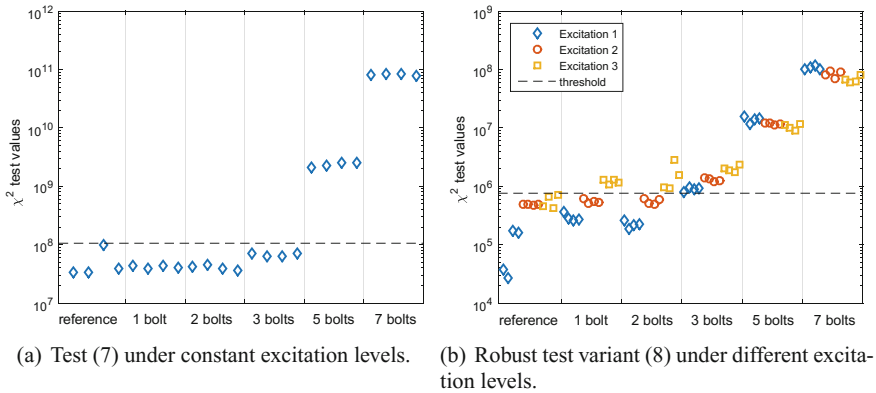 10^12
10^11
10^10
10^9
10^8
10^7
χ^2 test values
reference 1 bolt 2 bolts 3 bolts 5 bolts 7 bolts
(a) Test (7) under constant excitation levels.
10^9
10^8
10^7
10^6
10^5
10^4
χ^2 test values
Excitation 1
Excitation 2
Excitation 3
threshold
reference 1 bolt 2 bolts 3 bolts 5 bolts 7 bolts
(b) Robust test variant (8) under different excita-
tion levels.